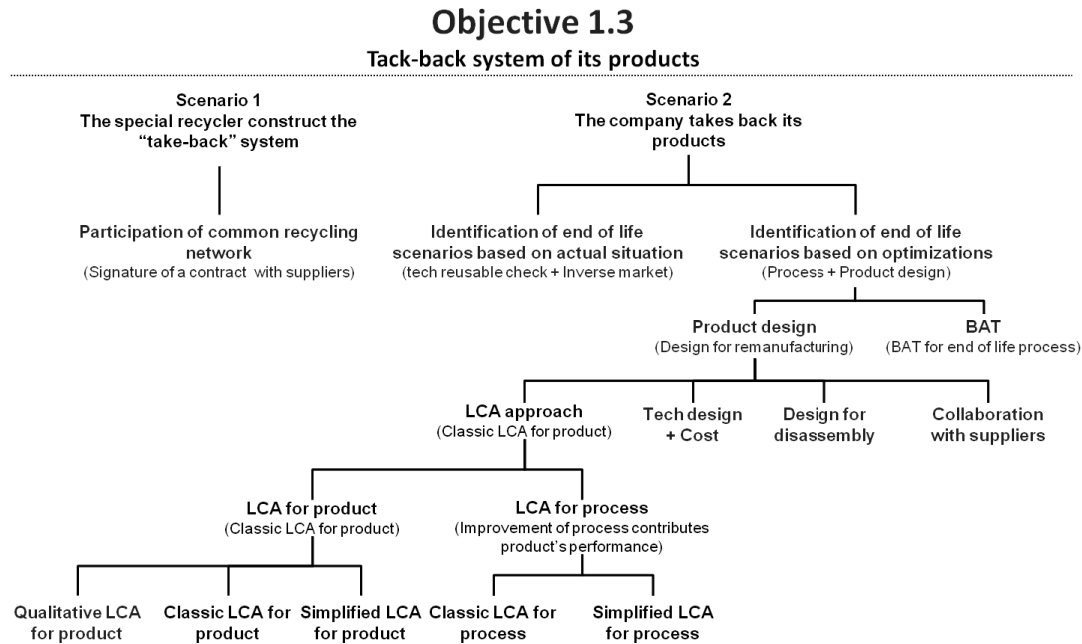 Objective 1.3
Tack-back system of its products
Scenario 1
The special recycler construct the
“take-back” system
Scenario 2
The company takes back its
products
Participation of common recycling
network
(Signature of a contract with suppliers)
Identification of end of life
scenarios based on actual situation
(tech reusable check + Inverse market)
Identification of end of life
scenarios based on optimizations
(Process + Product design)
Product design
(Design for remanufacturing)
BAT
(BAT for end of life process)
LCA approach
(Classic LCA for product)
Tech design
+ Cost
Design for
disassembly
Collaboration
with suppliers
LCA for product
(Classic LCA for product)
LCA for process
(Improvement of process contributes
product’s performance)
Qualitative LCA
for product
Classic LCA for
product
Simplified LCA
for product
Classic LCA for
process
Simplified LCA
for process